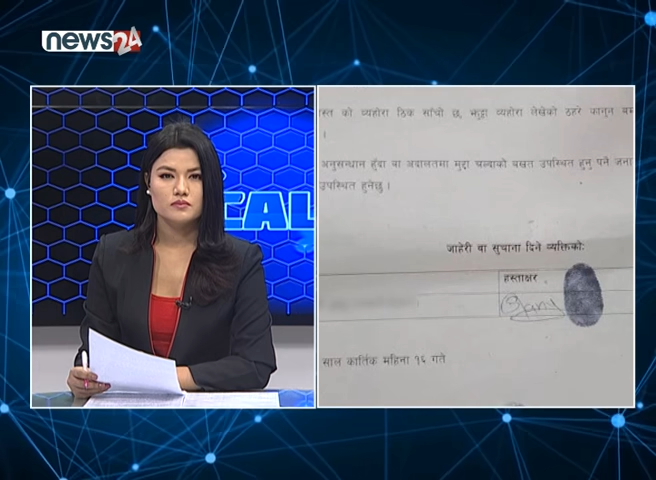 news24
CAL
स्त को व्यहोरा ठिक साँचो छ, झुठ्ठा व्यहोरा लेखेको ठहरे कानुन बम
।
अनुसन्धान हुँदा वा अदालतमा मुद्दा चल्दाको बखत उपस्थित हुनु पर्ने जना
उपस्थित हुनेछु ।
जाहेरी वा सुचाना दिने व्यक्तिको:
हस्ताक्षर
साल कार्तिक महिना १६ गते